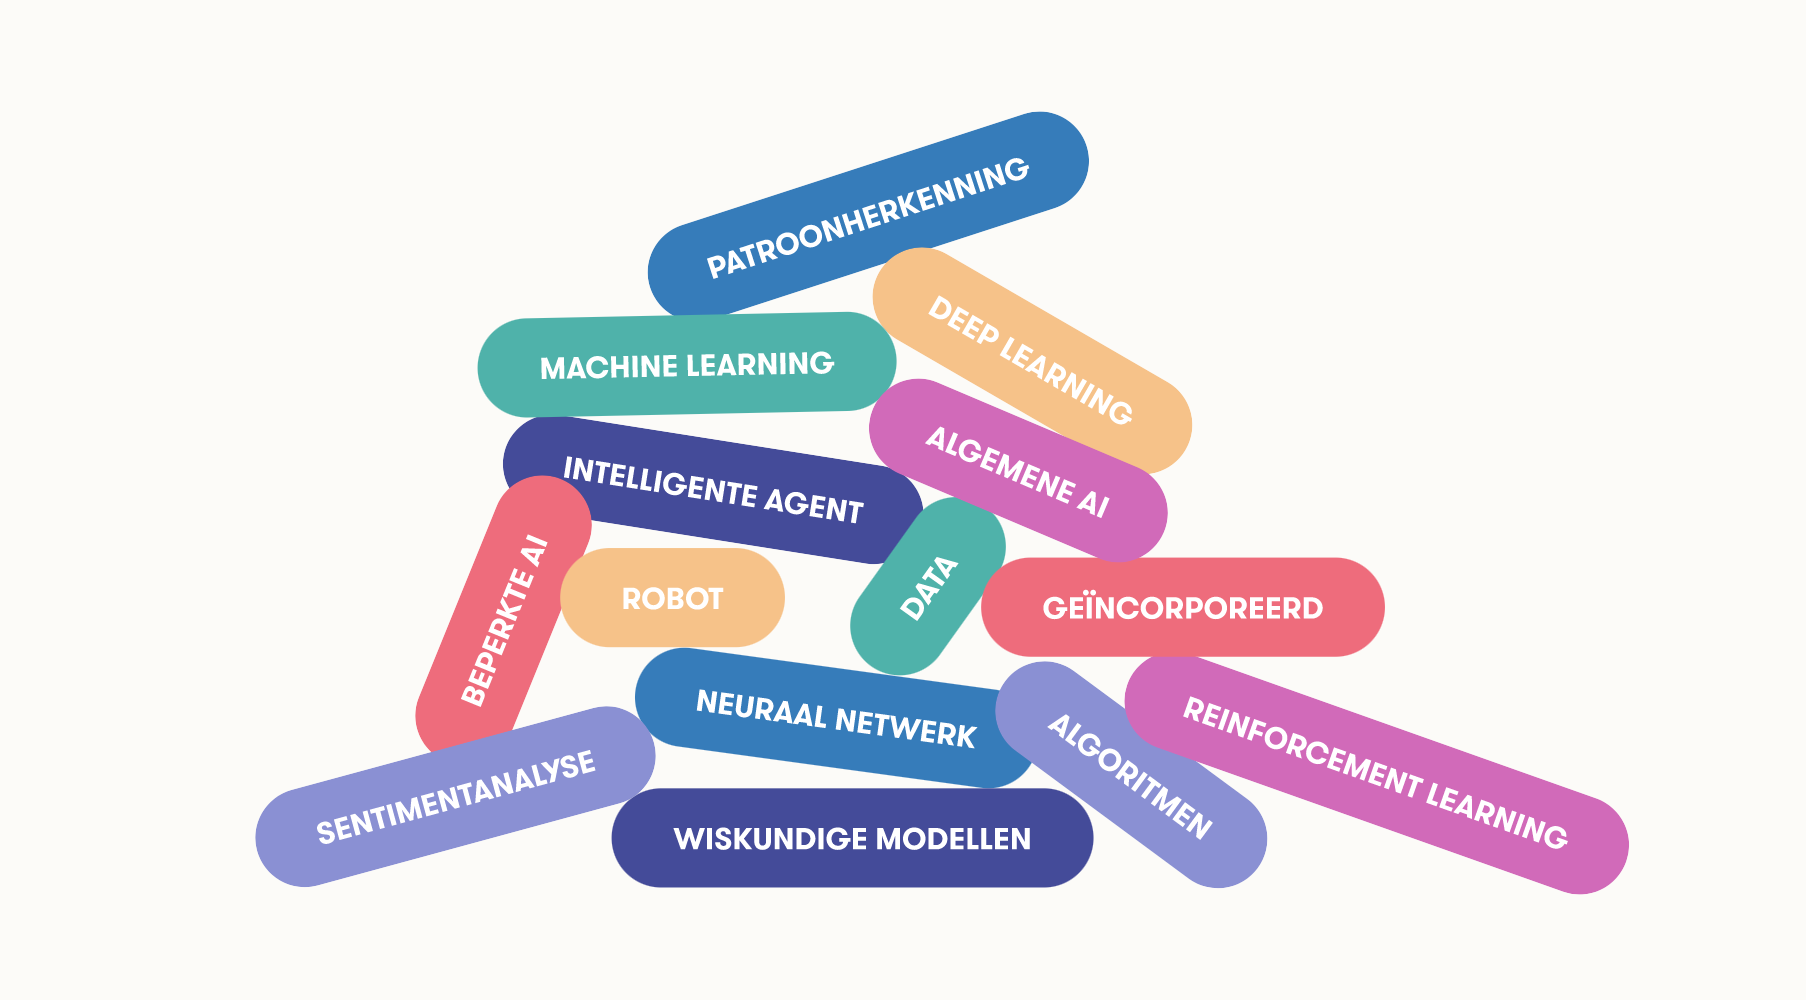 PATROONHERKENNING
DEEP LEARNING
MACHINE LEARNING
ALGEMENE AI
INTELLIGENTE AGENT
BEPERKTE AI
ROBOT
DATA
GEÏNCORPOREERD
NEURAAL NETWERK
ALGORITMEN
REINFORCEMENT LEARNING
SENTIMENTANALYSE
WISKUNDIGE MODELLEN